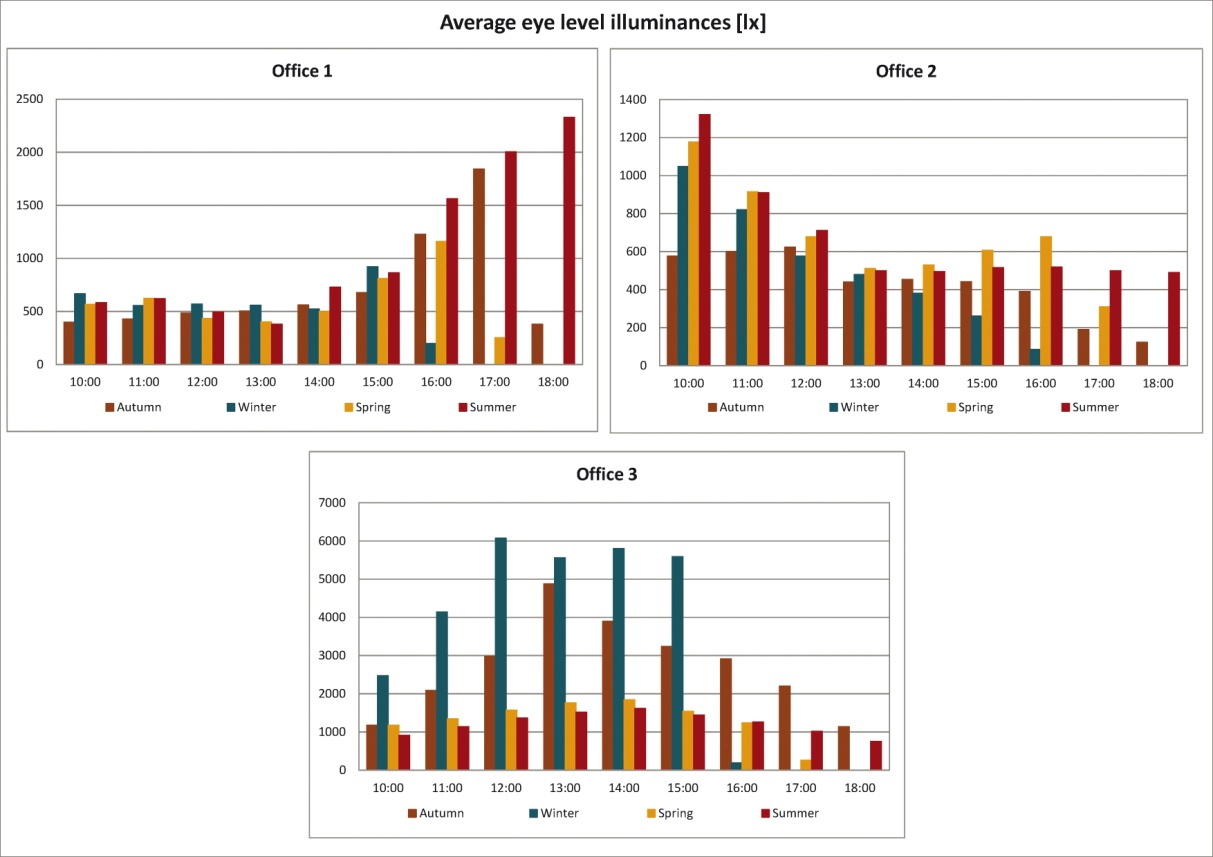 Average eye level illuminances [lx]
Office 1
2500
2000
1500
1000
500
0
10:00 11:00 12:00 13:00 14:00 15:00 16:00 17:00 18:00
Autumn Winter Spring Summer
Office 2
1400
1200
1000
800
600
400
200
0
10:00 11:00 12:00 13:00 14:00 15:00 16:00 17:00 18:00
Autumn Winter Spring Summer
Office 3
7000
6000
5000
4000
3000
2000
1000
0
10:00 11:00 12:00 13:00 14:00 15:00 16:00 17:00 18:00
Autumn Winter Spring Summer